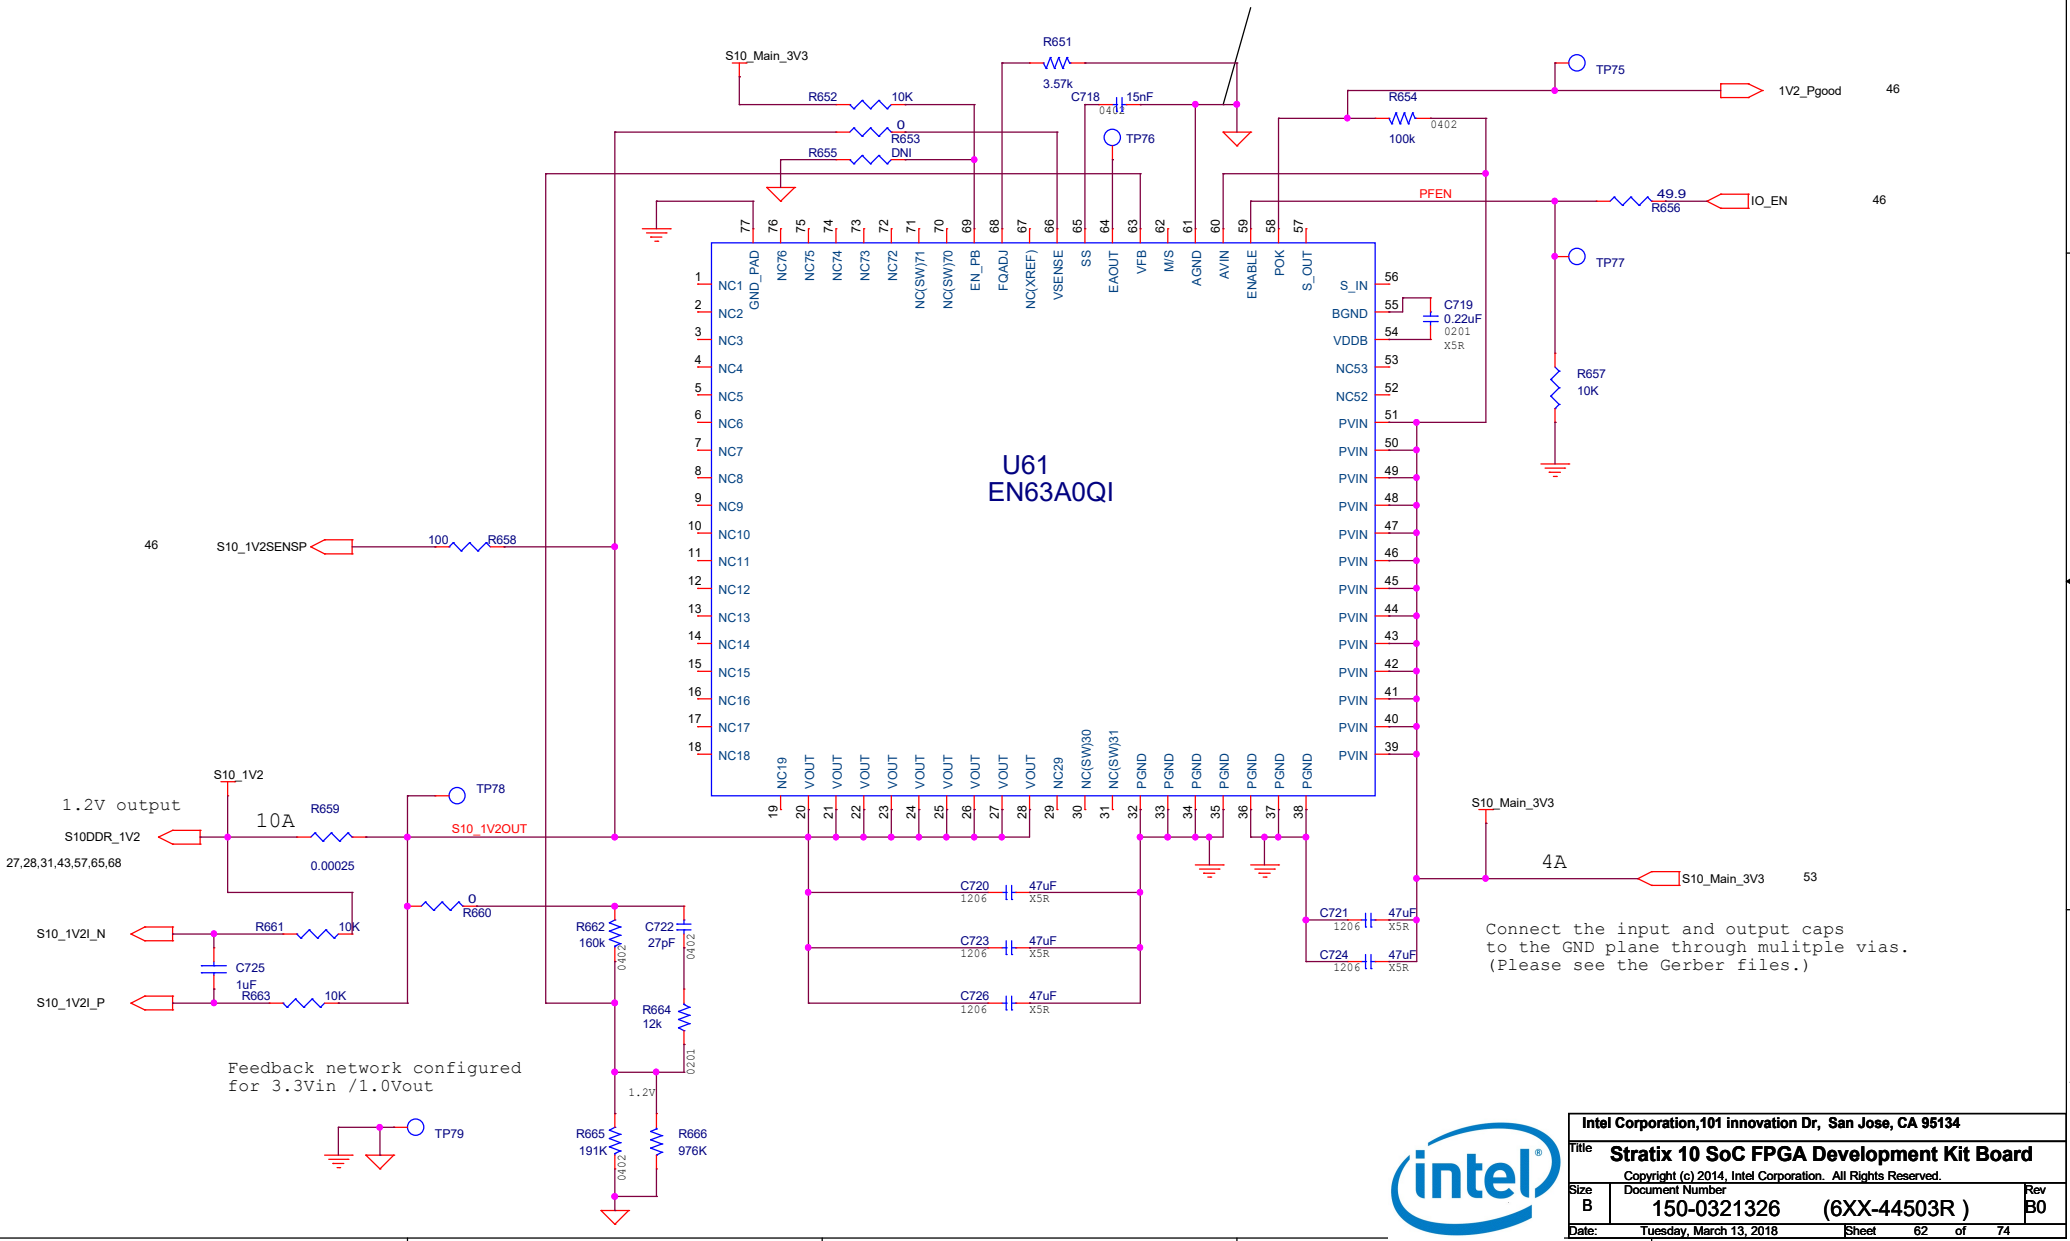 S10_Main_3V3
R652 10K
0
R653
R655 DNI
R651
3.57k
C718 15nF
0402
TP76
R654
0402
100k
TP75
1V2_Pgood 46
PFEN
49.9
R656
IO_EN 46
TP77
R657
10K
77 76 75 74 73 72 71 70 69 68 67 66 65 64 63 62 61 60 59 58 57
GND_PAD NC76 NC75 NC74 NC73 NC72 NC(SW)71 NC(SW)70 EN_PB FQADJ NC(XREF) VSENSE SS EAOUT VFB M/S AGND AVIN ENABLE POK S_OUT
1 NC1
2 NC2
3 NC3
4 NC4
5 NC5
6 NC6
7 NC7
8 NC8
9 NC9
10 NC10
11 NC11
12 NC12
13 NC13
14 NC14
15 NC15
16 NC16
17 NC17
18 NC18
U61
EN63A0QI
S_IN 56
BGND 55
VDDB 54
NC53 53
NC52 52
PVIN 51
PVIN 50
PVIN 49
PVIN 48
PVIN 47
PVIN 46
PVIN 45
PVIN 44
PVIN 43
PVIN 42
PVIN 41
PVIN 40
PVIN 39
C719
0.22uF
0201
X5R
NC19 VOUT VOUT VOUT VOUT VOUT VOUT VOUT VOUT VOUT NC29 NC(SW)30 NC(SW)31 PGND PGND PGND PGND PGND PGND PGND
19 20 21 22 23 24 25 26 27 28 29 30 31 32 33 34 35 36 37 38
46 S10_1V2SENSP 100 R658
S10_1V2
1.2V output
10A
R659
0.00025
TP78
S10_1V2OUT
S10DDR_1V2
27,28,31,43,57,65,68
0
R660
S10_1V2I_N R661 10K
C725
1uF
S10_1V2I_P R663 10K
R662
160k
0402
C722
27pF
0402
R664
12k
0201
1.2V
R665
191K
0402
R666
976K
C720 47uF
1206 X5R
C723 47uF
1206 X5R
C726 47uF
1206 X5R
C721 47uF
1206 X5R
C724 47uF
1206 X5R
S10_Main_3V3
4A
S10_Main_3V3 53
Connect the input and output caps
to the GND plane through mulitple vias.
(Please see the Gerber files.)
Feedback network configured
for 3.3Vin /1.0Vout
TP79
intel®
Intel Corporation,101 innovation Dr, San Jose, CA 95134
Title
Stratix 10 SoC FPGA Development Kit Board
Copyright (c) 2014, Intel Corporation. All Rights Reserved.
Size
B
Document Number
150-0321326 (6XX-44503R )
Rev
B0
Date: Tuesday, March 13, 2018 Sheet 62 of 74